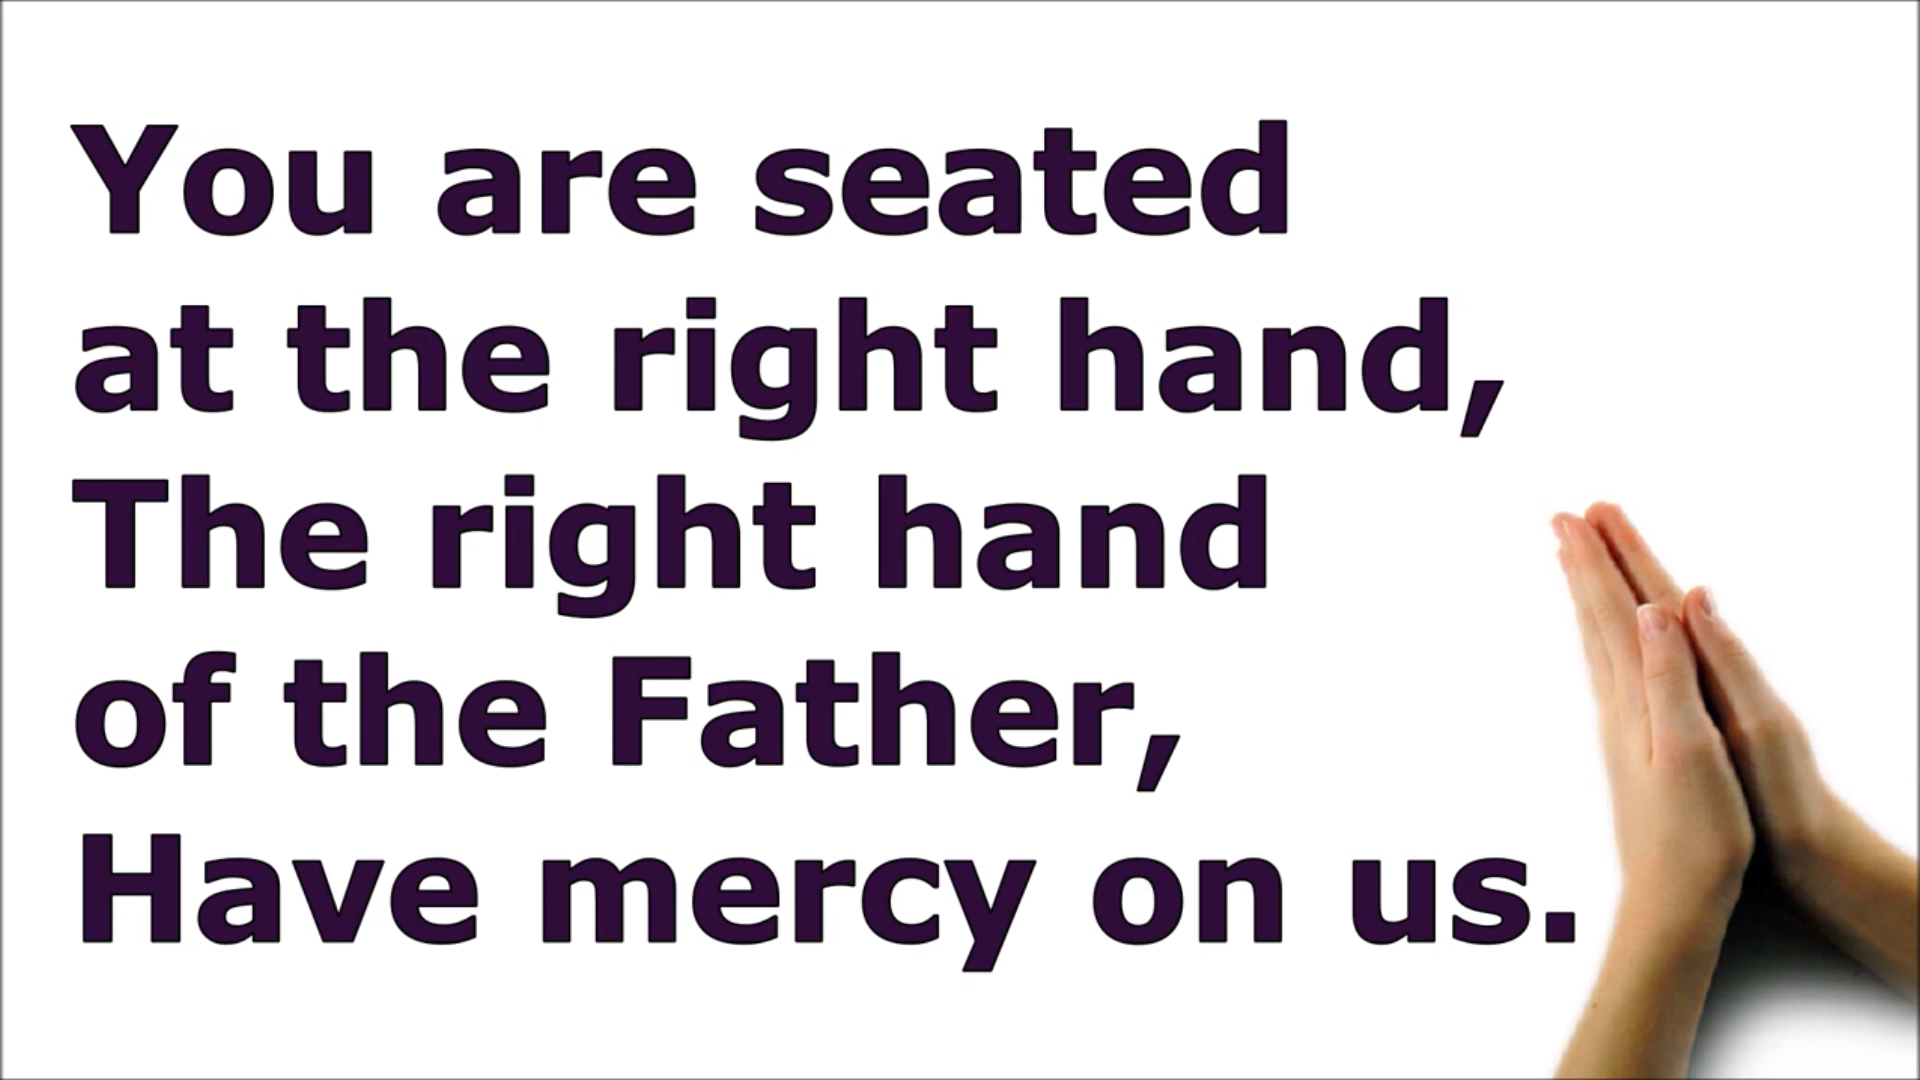 You are seated
at the right hand,
The right hand
of the Father,
Have mercy on us.